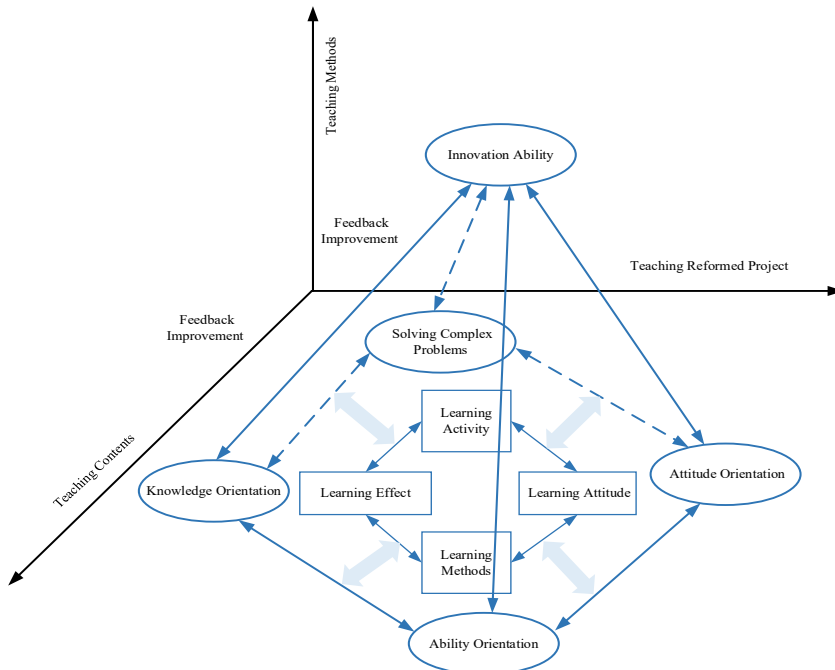 Teaching Methods
Innovation Ability
Feedback
Improvement
Teaching Reformed Project
Feedback
Improvement
Solving Complex
Problems
Learning
Activity
Teaching Contents
Knowledge Orientation
Learning Effect
Learning Attitude
Attitude Orientation
Learning
Methods
Ability Orientation